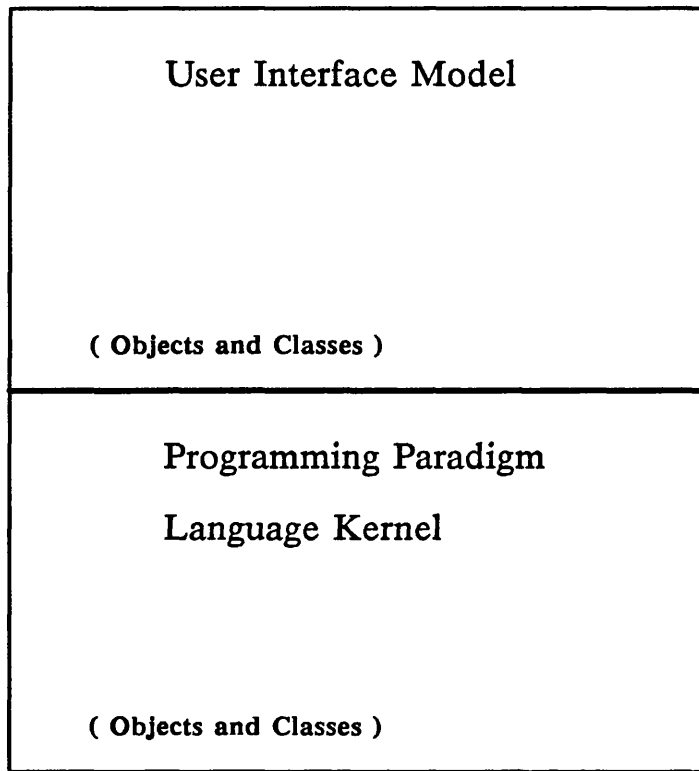 User Interface Model
( Objects and Classes )
Programming Paradigm
Language Kernel
( Objects and Classes )